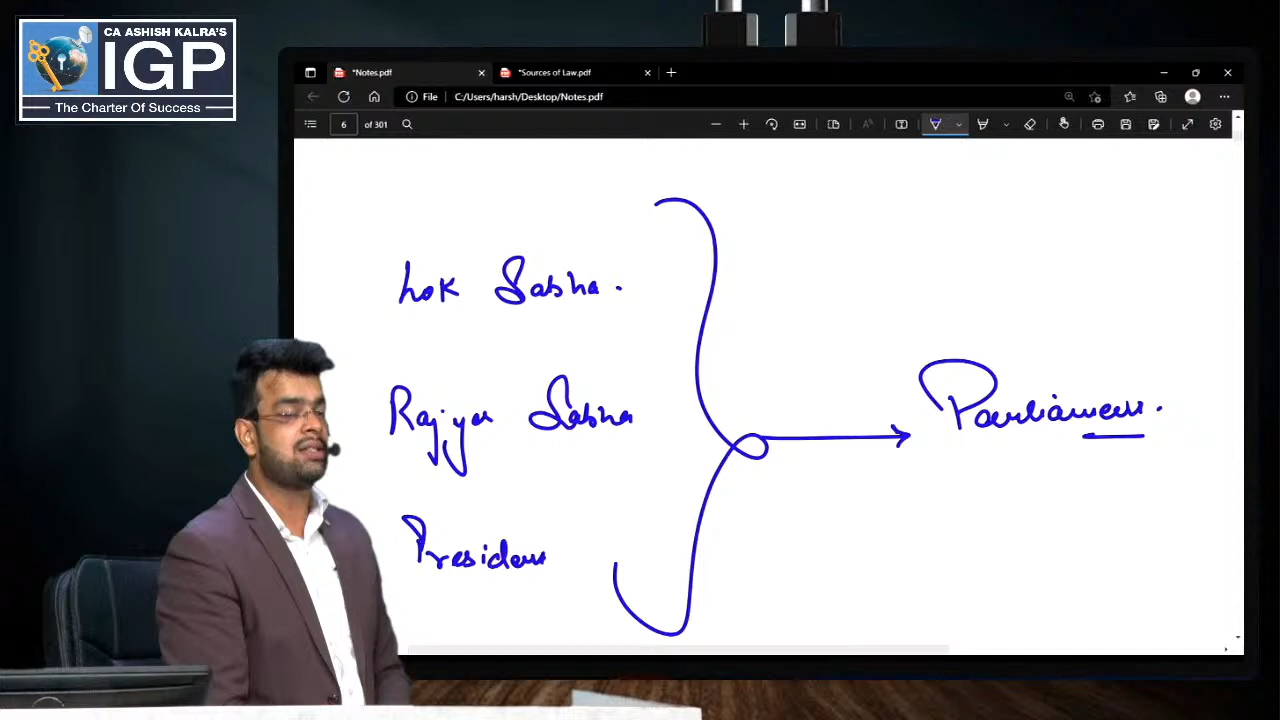 CA ASHISH KALRA'S
IGP
The Charter Of Success
*Notes.pdf
*Sources of Law.pdf
File
C:/Users/harsh/Desktop/Notes.pdf
6
of 301
Lok Sabha.
Rajya Sabha
President
Parliament.